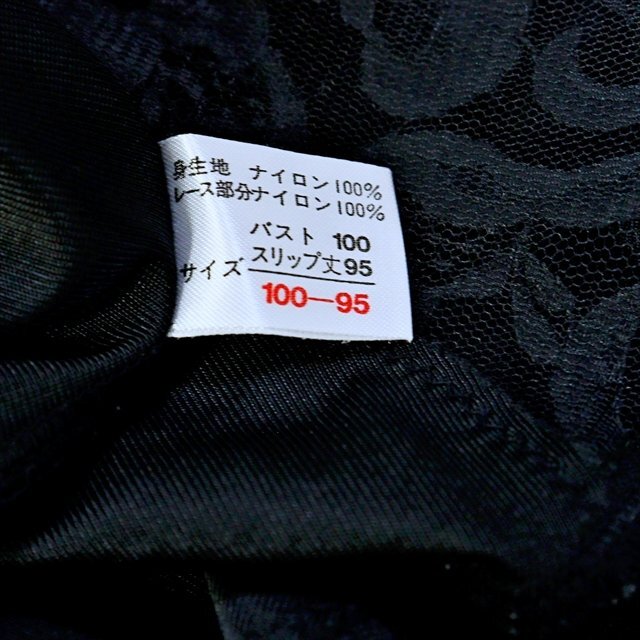 身生地 ナイロン100%
レース部分ナイロン100%
バスト 100
サイズ スリップ丈95
100—95